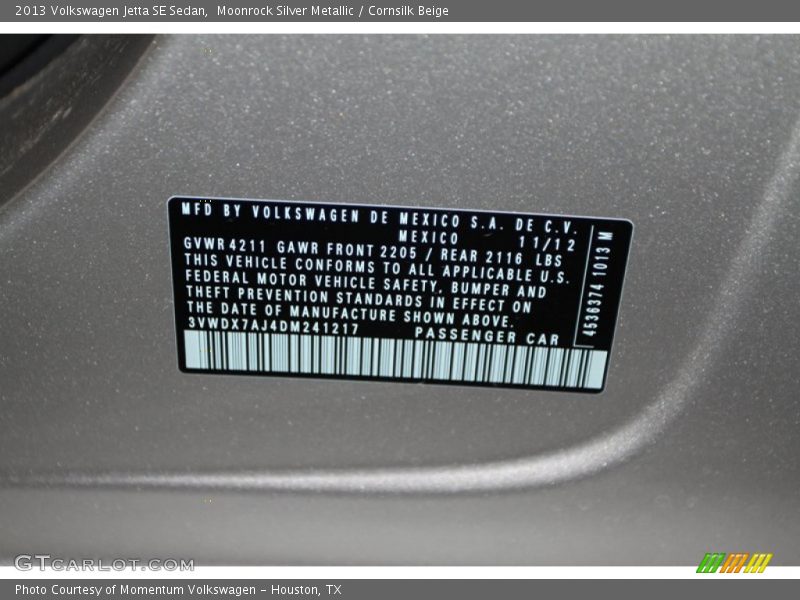 2013 Volkswagen Jetta SE Sedan,  Moonrock Silver Metallic / Cornsilk Beige
MFD BY VOLKSWAGEN DE MEXICO S.A. DE C.V.
MEXICO 11/12
GVWR 4211 GAWR FRONT 2205 / REAR 2116 LBS
THIS VEHICLE CONFORMS TO ALL APPLICABLE U.S.
FEDERAL MOTOR VEHICLE SAFETY, BUMPER AND
THEFT PREVENTION STANDARDS IN EFFECT ON
THE DATE OF MANUFACTURE SHOWN ABOVE.
3VWDX7AJ4DM241217 PASSENGER CAR
4536374 1013 M
GTCARLOT.COM
Photo Courtesy of Momentum Volkswagen - Houston, TX